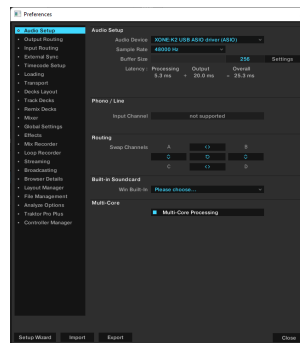 Preferences
Audio Setup
Output Routing
Input Routing
External Sync
Timecode Setup
Loading
Transport
Decks Layout
Track Decks
Remix Decks
Mixer
Global Settings
Effects
Mix Recorder
Loop Recorder
Streaming
Broadcasting
Browser Details
Layout Manager
File Management
Analyze Options
Traktor Pro Plus
Controller Manager
Audio Setup
Audio Device XONE:K2 USB ASIO driver (ASIO)
Sample Rate 48000 Hz
Buffer Size 256 Settings
Latency: Processing Output Overall
5.3 ms + 20.0 ms = 25.3 ms
Phono / Line
Input Channel not supported
Routing
Swap Channels A B
C D
Built-in Soundcard
Win Built-In Please choose...
Multi-Core
Multi-Core Processing
Setup Wizard Import Export Close